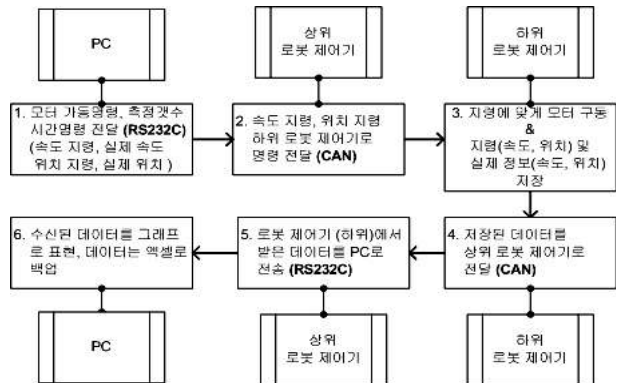 PC
상위
로봇 제어기
하위
로봇 제어기
1. 모터 가동명령, 측정갯수
시간명령 전달 (RS232C)
(속도 지령, 실제 속도
위치 지령, 실제 위치 )
2. 속도 지령, 위치 지령
하위 로봇 제어기로
명령 전달 (CAN)
3. 지령에 맞게 모터 구동
&
지령(속도, 위치) 및
실제 정보(속도, 위치)
저장
6. 수신된 데이터를 그래프
로 표현, 데이터는 엑셀로
백업
5. 로봇 제어기 (하위)에서
받은 데이터를 PC로
전송 (RS232C)
4. 저장된 데이터를
상위 로봇 제어기로
전달 (CAN)
PC
상위
로봇 제어기
하위
로봇 제어기